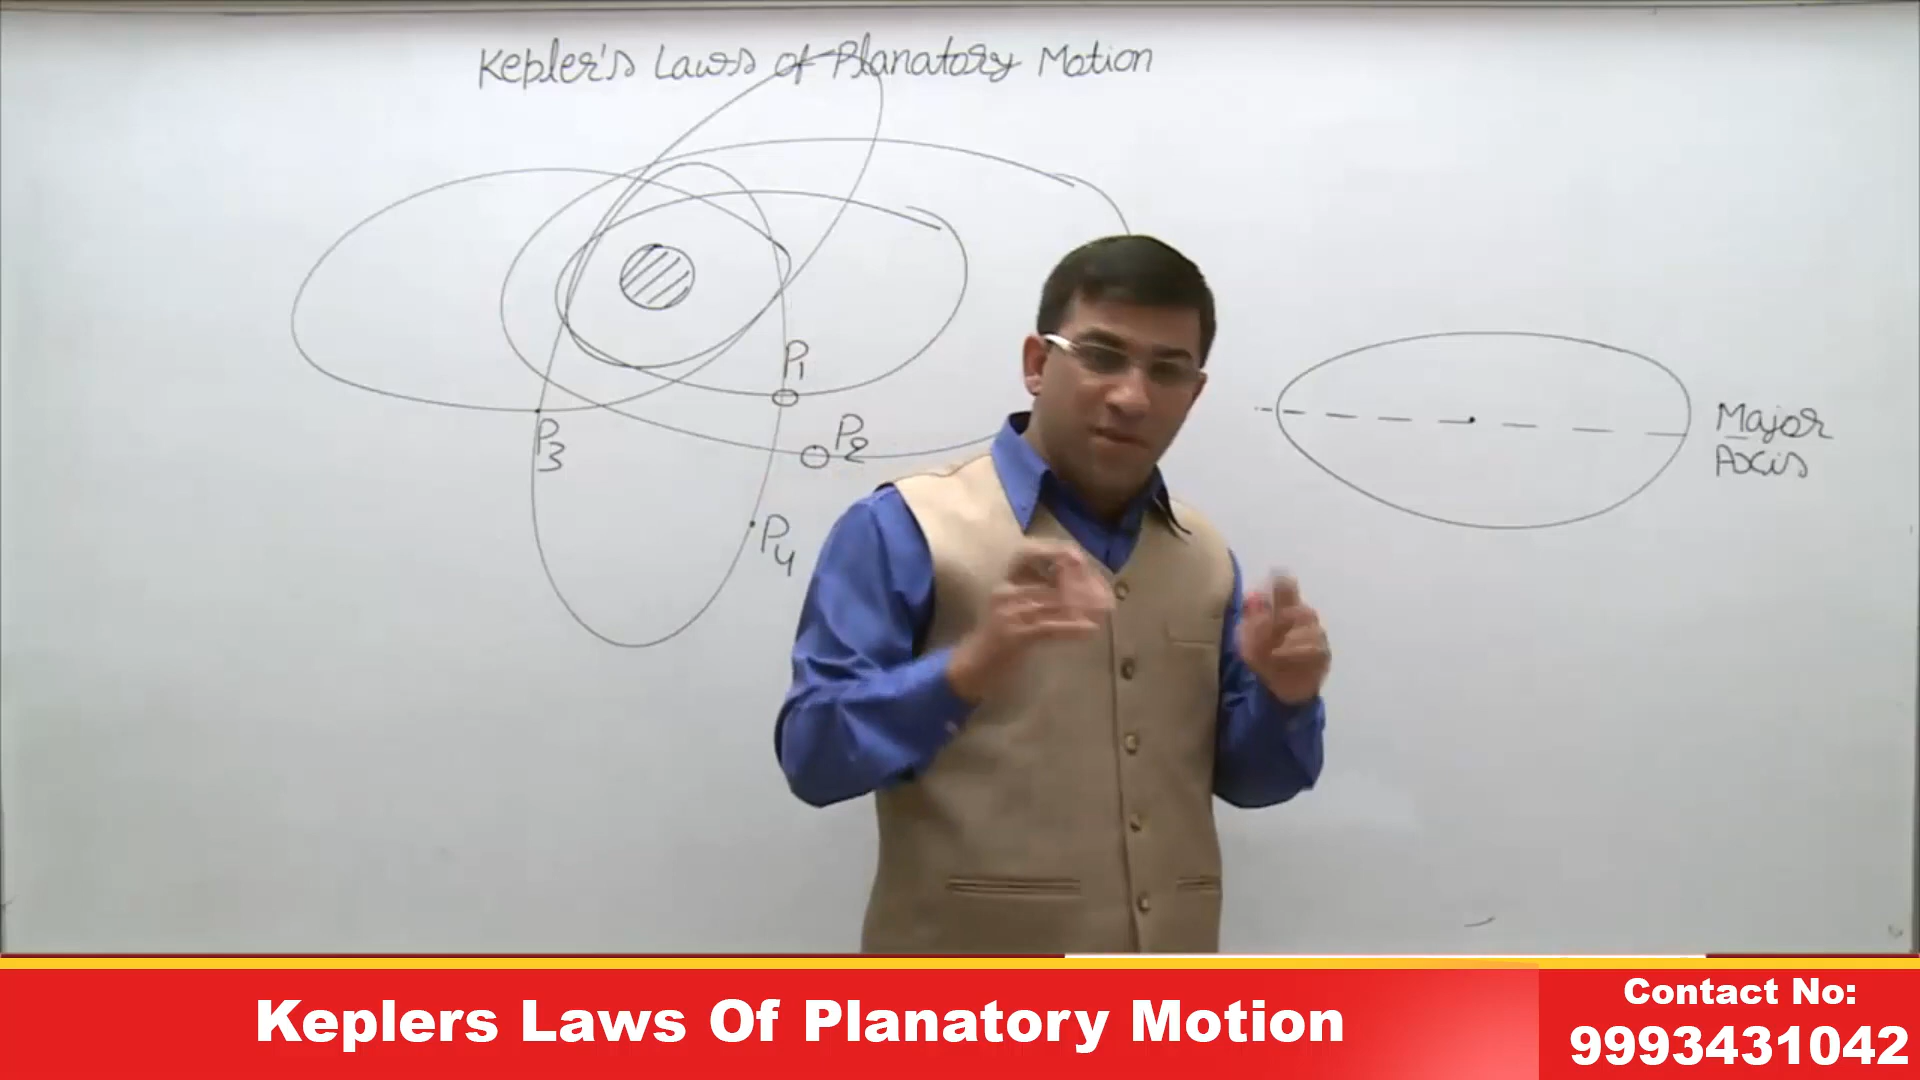 Kepler's Laws of Planatory Motion
P1
P2
P3
P4
Major
Axis
Keplers Laws Of Planatory Motion
Contact No:
9993431042